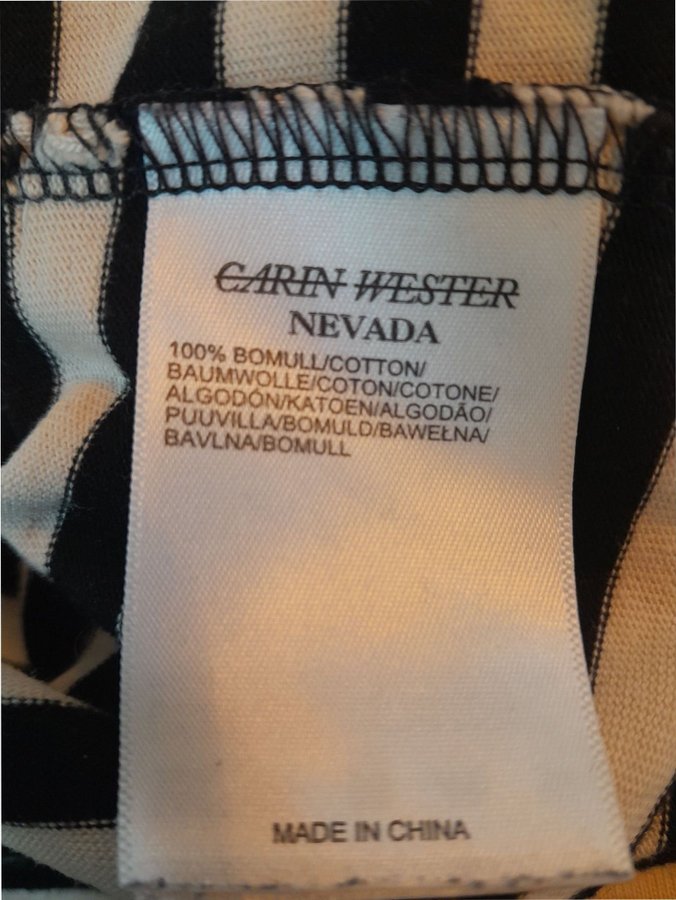 CARIN WESTER
NEVADA
100% BOMULL/COTTON/
BAUMWOLLE/COTON/COTONE/
ALGODÓN/KATOEN/ALGODÃO/
PUUVILLA/BOMULD/BAWEŁNA/
BAVLNA/BOMULL
MADE IN CHINA